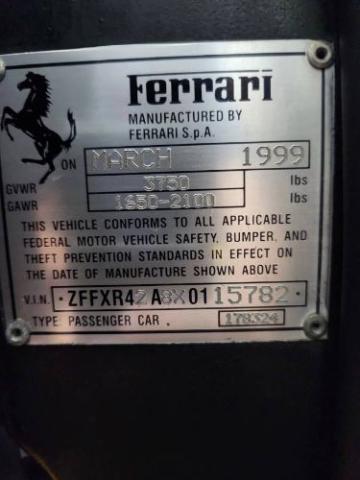 Ferrari
MANUFACTURED BY
FERRARI S.p.A.
ON MARCH 1999
GVWR 3750 lbs
GAWR 1650-2100 lbs
THIS VEHICLE CONFORMS TO ALL APPLICABLE
FEDERAL MOTOR VEHICLE SAFETY, BUMPER, AND
THEFT PREVENTION STANDARDS IN EFFECT ON
THE DATE OF MANUFACTURE SHOWN ABOVE
V.I.N. ·ZFFXR42A8X0115782·
TYPE: PASSENGER CAR . 178324